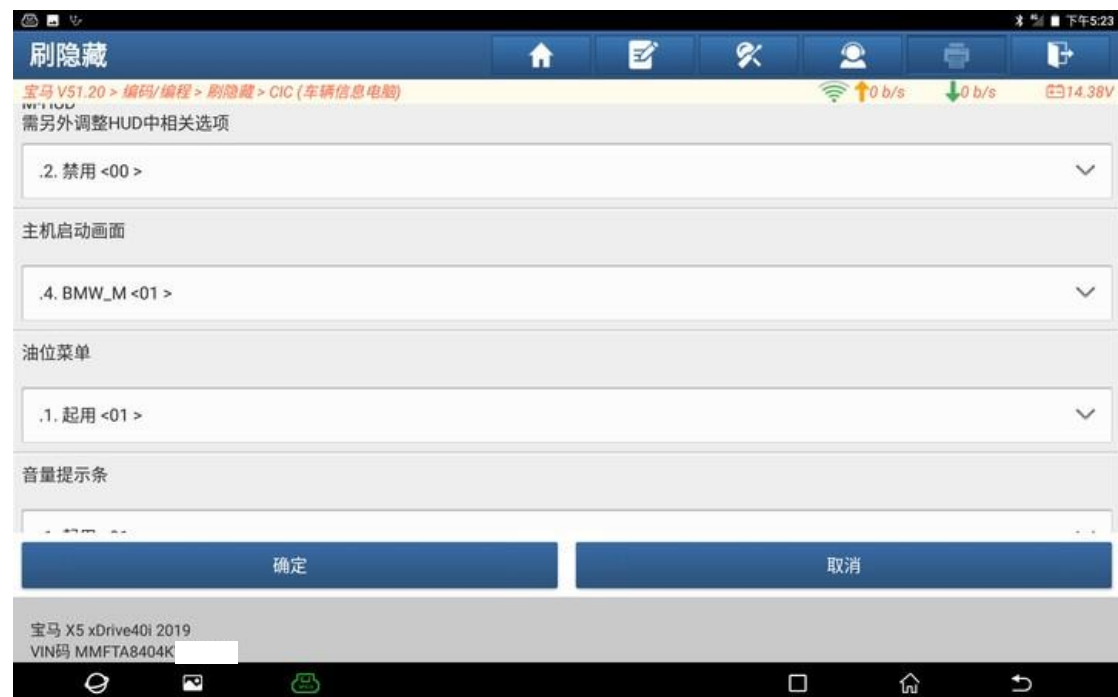 下午5:23
刷隐藏
宝马 V51.20 > 编码/编程 > 刷隐藏 > CIC (车辆信息电脑)
0 b/s
0 b/s
14.38V
M-HUD
需另外调整HUD中相关选项
.2. 禁用 <00 >
主机启动画面
.4. BMW_M <01 >
油位菜单
.1. 起用 <01 >
音量提示条
确定
取消
宝马 X5 xDrive40i 2019
VIN码 MMFTA8404K